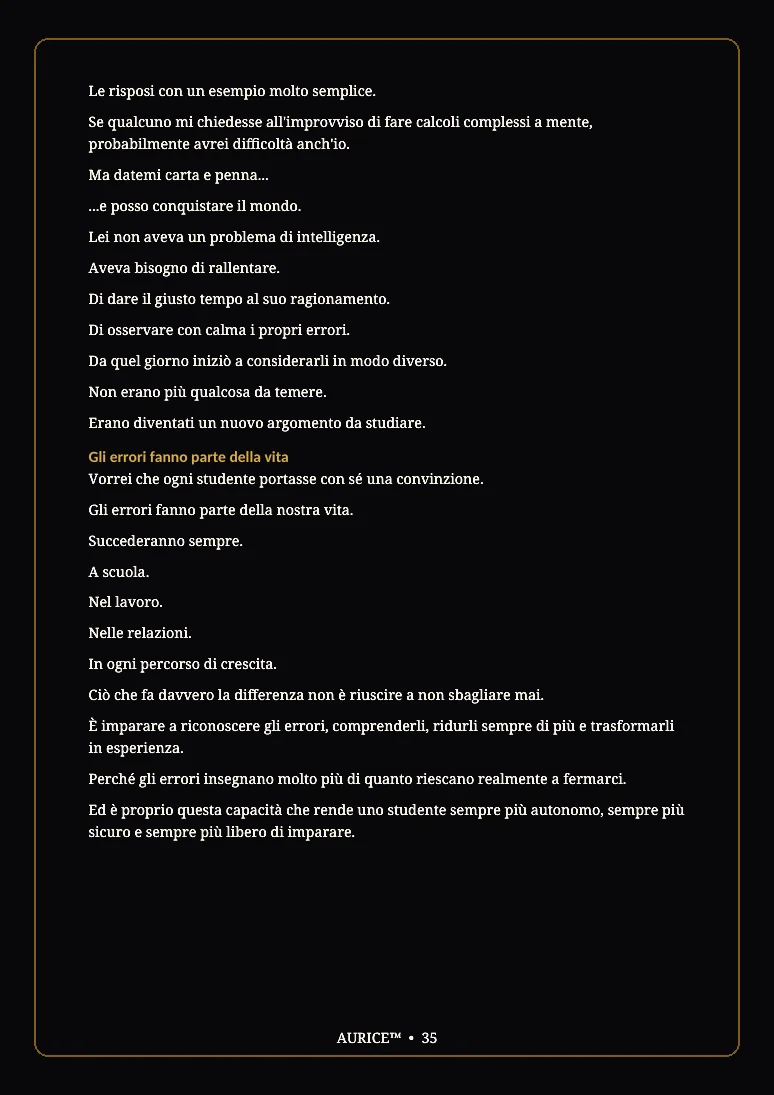 Le risposi con un esempio molto semplice.
Se qualcuno mi chiedesse all'improvviso di fare calcoli complessi a mente,
probabilmente avrei difficoltà anch'io.
Ma datemi carta e penna...
...e posso conquistare il mondo.
Lei non aveva un problema di intelligenza.
Aveva bisogno di rallentare.
Di dare il giusto tempo al suo ragionamento.
Di osservare con calma i propri errori.
Da quel giorno iniziò a considerarli in modo diverso.
Non erano più qualcosa da temere.
Erano diventati un nuovo argomento da studiare.
Gli errori fanno parte della vita
Vorrei che ogni studente portasse con sé una convinzione.
Gli errori fanno parte della nostra vita.
Succederanno sempre.
A scuola.
Nel lavoro.
Nelle relazioni.
In ogni percorso di crescita.
Ciò che fa davvero la differenza non è riuscire a non sbagliare mai.
È imparare a riconoscere gli errori, comprenderli, ridurli sempre di più e trasformarli
in esperienza.
Perché gli errori insegnano molto più di quanto riescano realmente a fermarci.
Ed è proprio questa capacità che rende uno studente sempre più autonomo, sempre più
sicuro e sempre più libero di imparare.
AURICE™ • 35